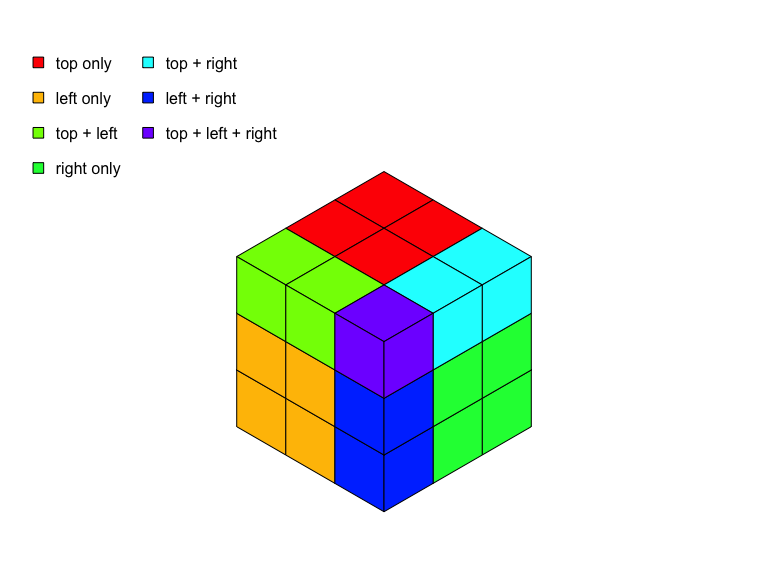 top only
left only
top + left
right only
top + right
left + right
top + left + right